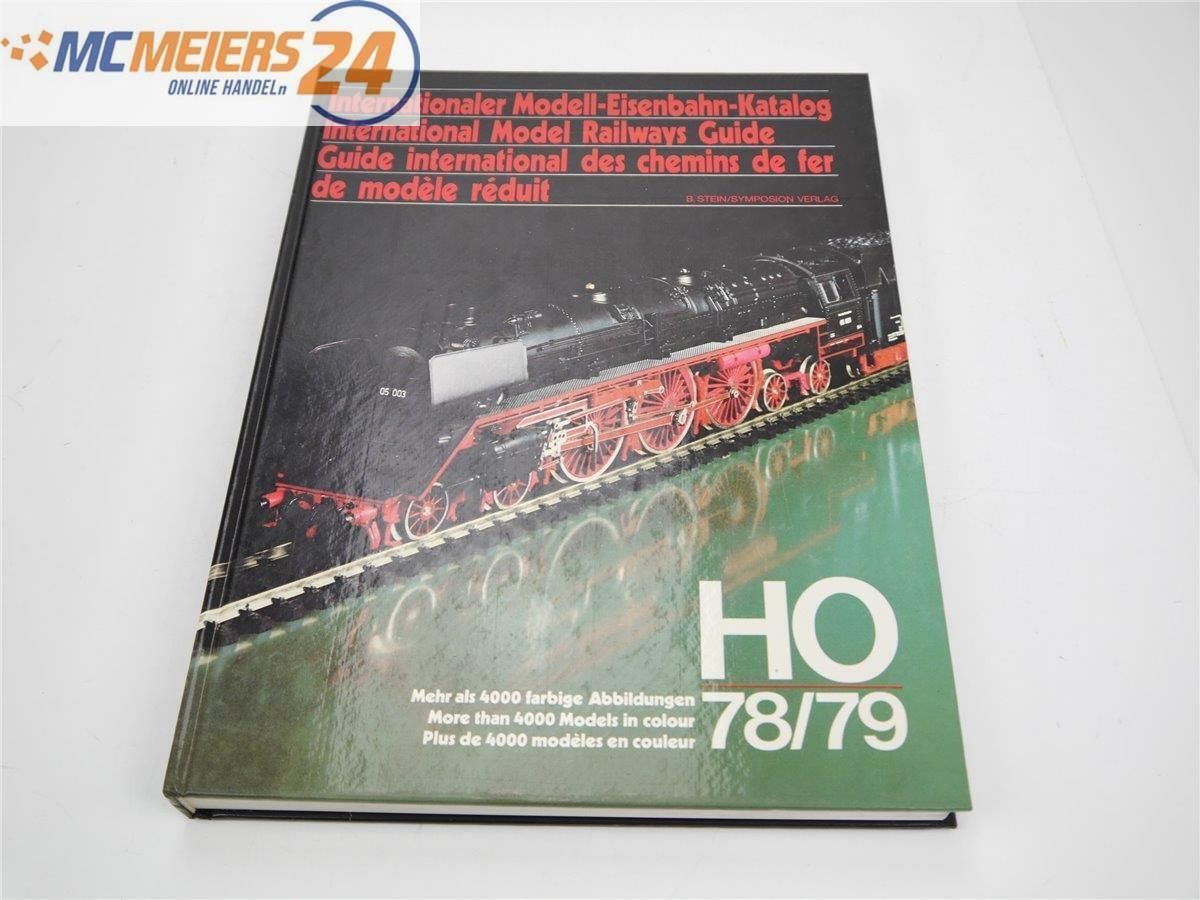 MCMEIERS24
ONLINE HANDELn
Internationaler Modell-Eisenbahn-Katalog
International Model Railways Guide
Guide international des chemins de fer
de modèle réduit
B. STEIN/SYMPOSION VERLAG
05 003
HO
78/79
Mehr als 4000 farbige Abbildungen
More than 4000 Models in colour
Plus de 4000 modèles en couleur